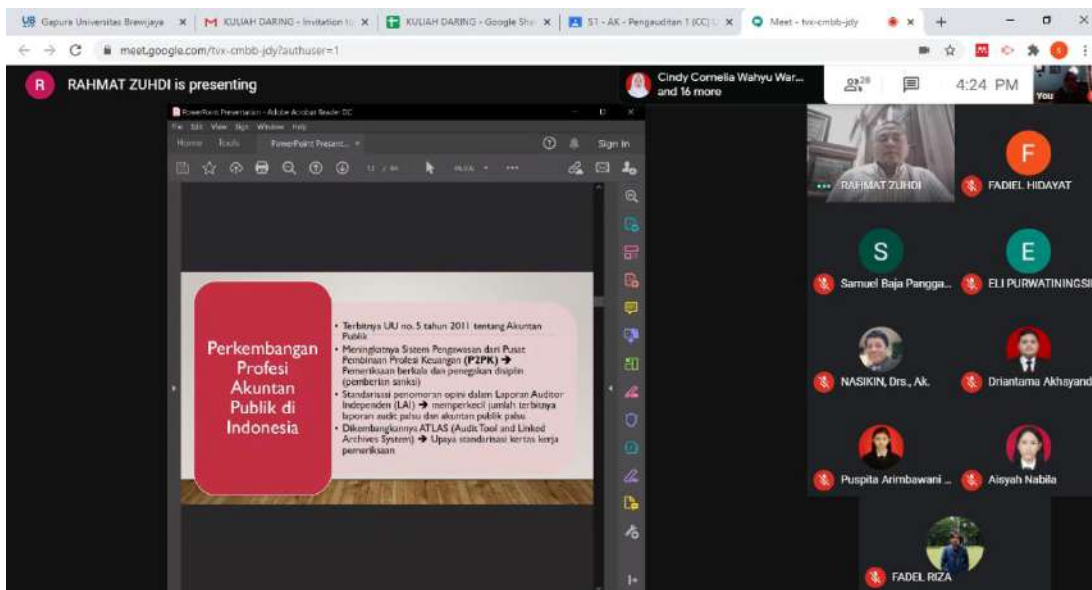 Gapura Universitas Brawijaya
KULIAH DARING - Invitation to
KULIAH DARING - Google She
S1 - AK - Pengauditan 1 (CC)
Meet - tvx-cmbb-jdy
meet.google.com/tvx-cmbb-jdy?authuser=1
R RAHMAT ZUHDI is presenting
Cindy Cornelia Wahyu War...
and 16 more
28
4:24 PM
You
PowerPoint Presentation - Adobe Acrobat Reader DC
File Edit View Sign Window Help
Home Tools PowerPoint Present...
Sign In
Perkembangan
Profesi
Akuntan
Publik di
Indonesia
• Terbitnya UU no. 5 tahun 2011 tentang Akuntan
Publik
• Meningkatnya Sistem Pengawasan dari Pusat
Pembinaan Profesi Keuangan (P2PK) ➔
Pemeriksaan berkala dan penegakan disiplin
(pemberian sanksi)
• Standarisasi penomoran opini dalam Laporan Auditor
Independen (LAI) ➔ memperkecil jumlah terbitnya
laporan audit palsu dan akuntan publik palsu
• Dikembangkannya ATLAS (Audit Tool and Linked
Archives System) ➔ Upaya standarisasi kertas kerja
pemeriksaan
RAHMAT ZUHDI
F
FADIEL HIDAYAT
S
Samuel Baja Pangga...
E
ELI PURWATININGSI
NASIKIN, Drs., Ak.
Driantama Akhsyand
Puspita Arimbawani ...
Aisyah Nabila
FADEL RIZA